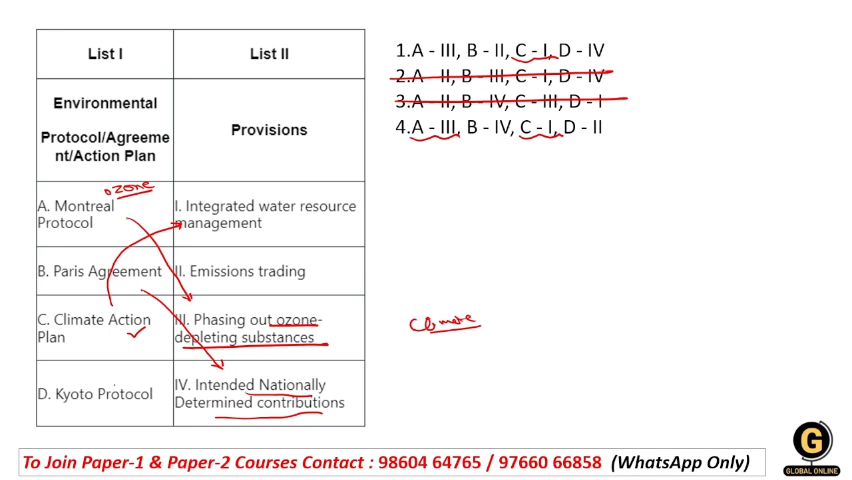 List I
List II
Environmental
Protocol/Agreeme
nt/Action Plan
Provisions
ozone
A. Montreal
Protocol
I. Integrated water resource
management
B. Paris Agreement
II. Emissions trading
C. Climate Action
Plan
III. Phasing out ozone-
depleting substances
D. Kyoto Protocol
IV. Intended Nationally
Determined contributions
1.A - III, B - II, C - I, D - IV
2.A - II, B - III, C - I, D - IV
3.A - II, B - IV, C - III, D - I
4.A - III, B - IV, C - I, D - II
Climate
To Join Paper-1 & Paper-2 Courses Contact : 98604 64765 / 97660 66858 (WhatsApp Only)
G
GLOBAL ONLINE